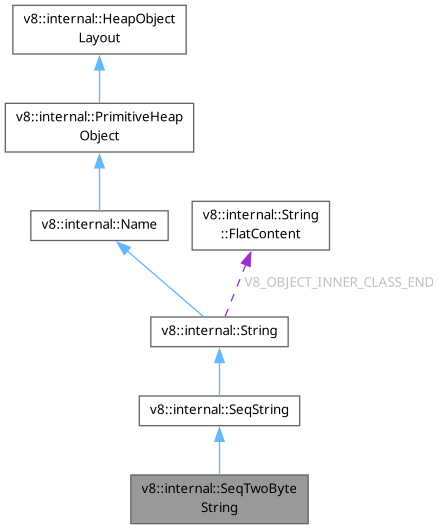 v8::internal::HeapObject
Layout
v8::internal::PrimitiveHeap
Object
v8::internal::Name
v8::internal::String
::FlatContent
V8_OBJECT_INNER_CLASS_END
v8::internal::String
v8::internal::SeqString
v8::internal::SeqTwoByte
String